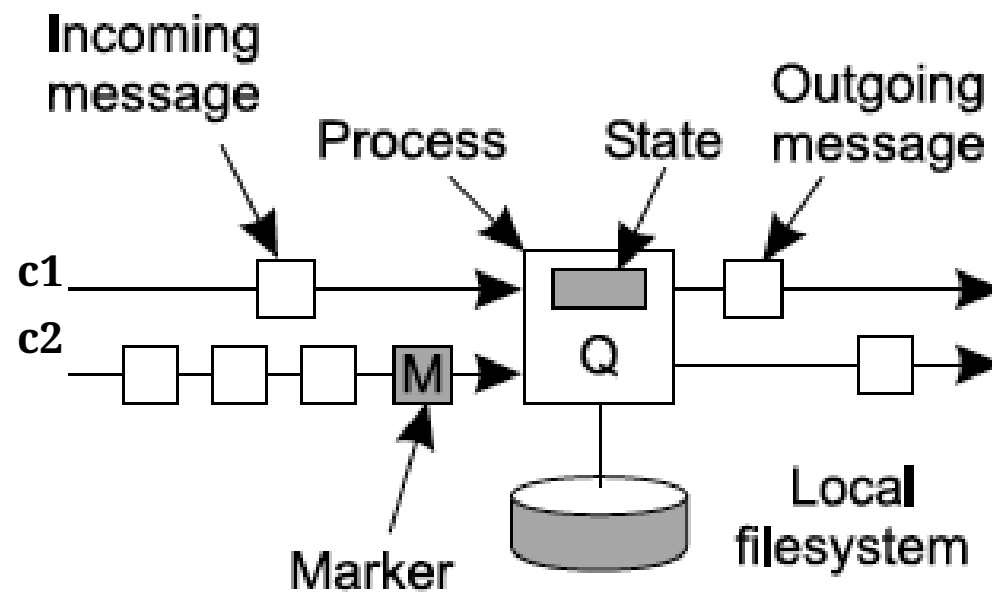 Incoming
message
Process
State
Outgoing
message
c1
c2
M
Q
Marker
Local
filesystem